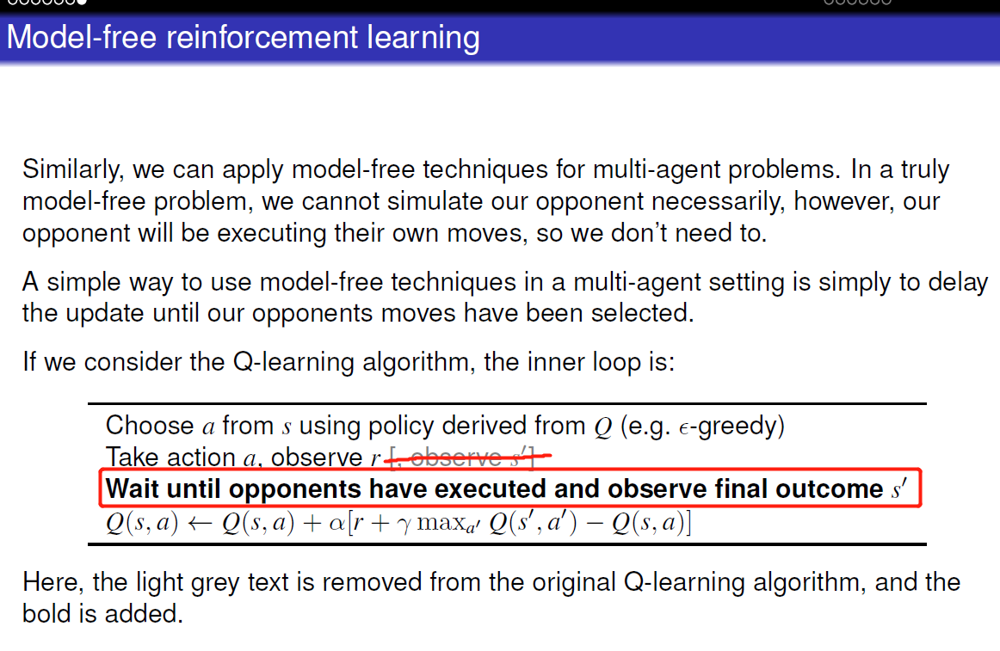 Model-free reinforcement learning
Similarly, we can apply model-free techniques for multi-agent problems. In a truly
model-free problem, we cannot simulate our opponent necessarily, however, our
opponent will be executing their own moves, so we don't need to.
A simple way to use model-free techniques in a multi-agent setting is simply to delay
the update until our opponents moves have been selected.
If we consider the Q-learning algorithm, the inner loop is:
Choose a from s using policy derived from Q (e.g. ϵ-greedy)
Take action a, observe r [, observe s′]
Wait until opponents have executed and observe final outcome s′
Q(s, a) ← Q(s, a) + α[r + γ maxₐ′ Q(s′, a′) − Q(s, a)]
Here, the light grey text is removed from the original Q-learning algorithm, and the
bold is added.